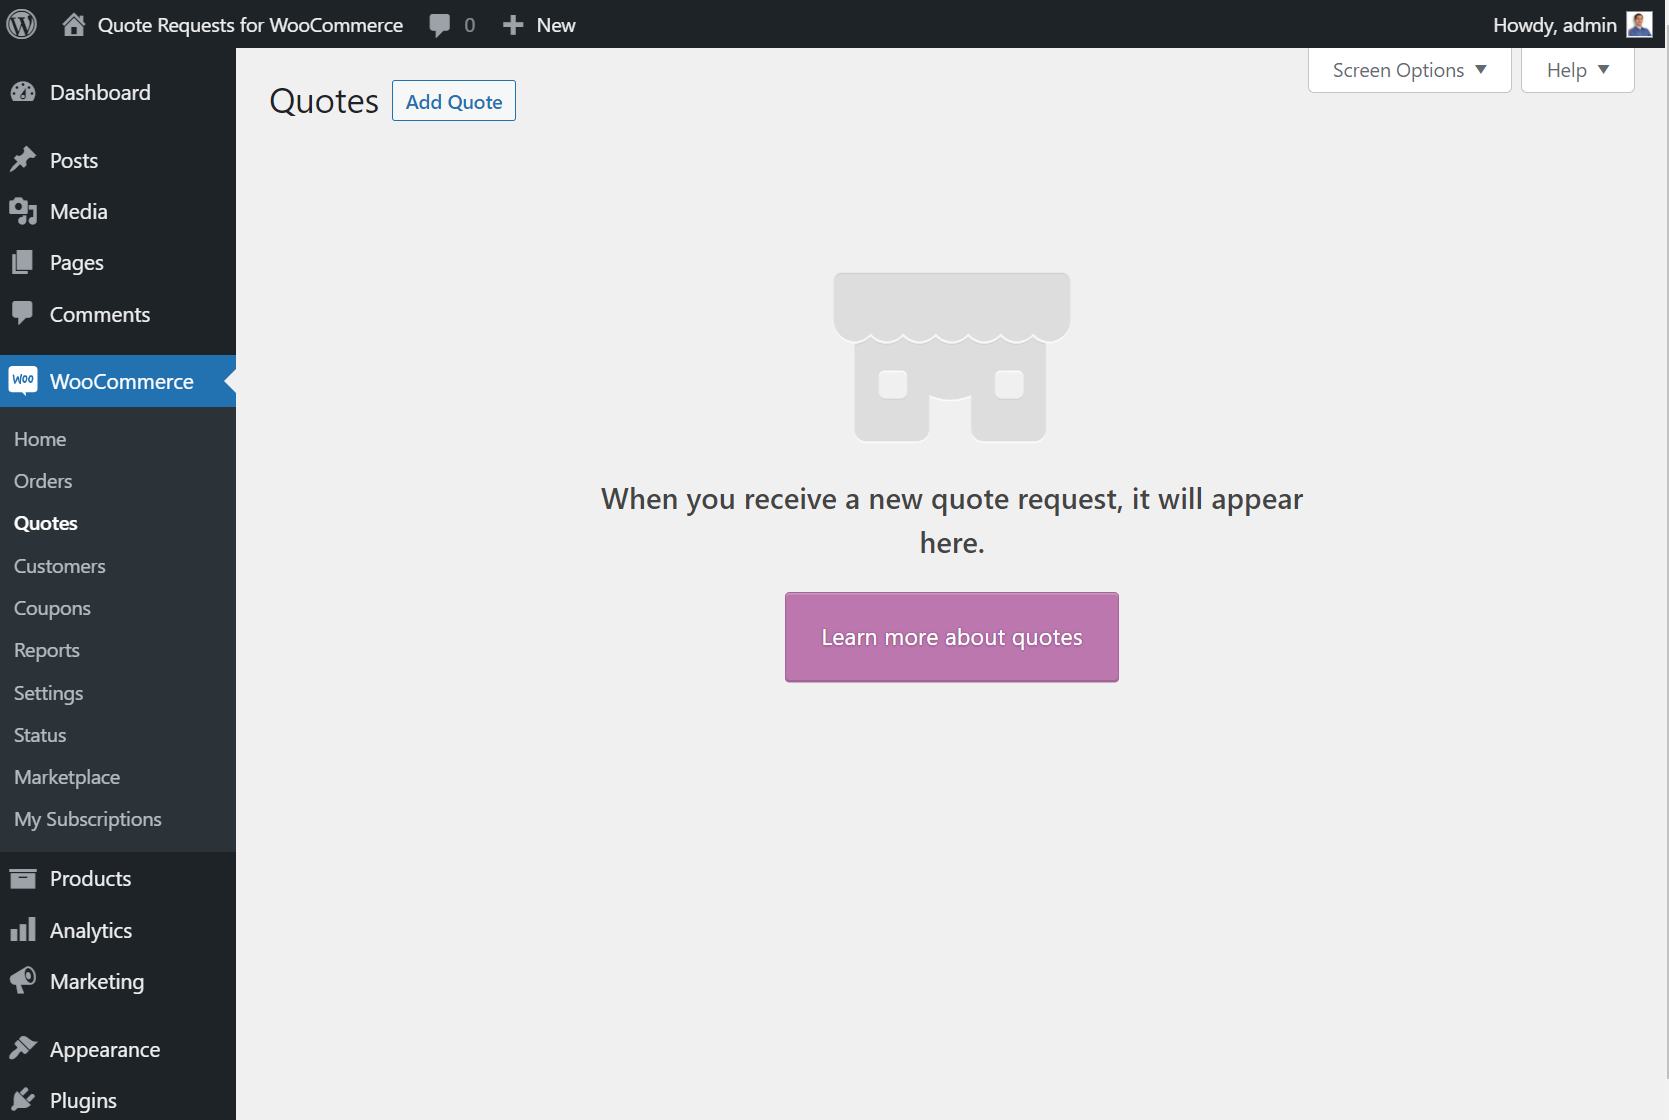 Quote Requests for WooCommerce
0
New
Howdy, admin
Dashboard
Posts
Media
Pages
Comments
Woo
WooCommerce
Home
Orders
Quotes
Customers
Coupons
Reports
Settings
Status
Marketplace
My Subscriptions
Products
Analytics
Marketing
Appearance
Plugins
Screen Options
Help
Quotes
Add Quote
When you receive a new quote request, it will appear
here.
Learn more about quotes